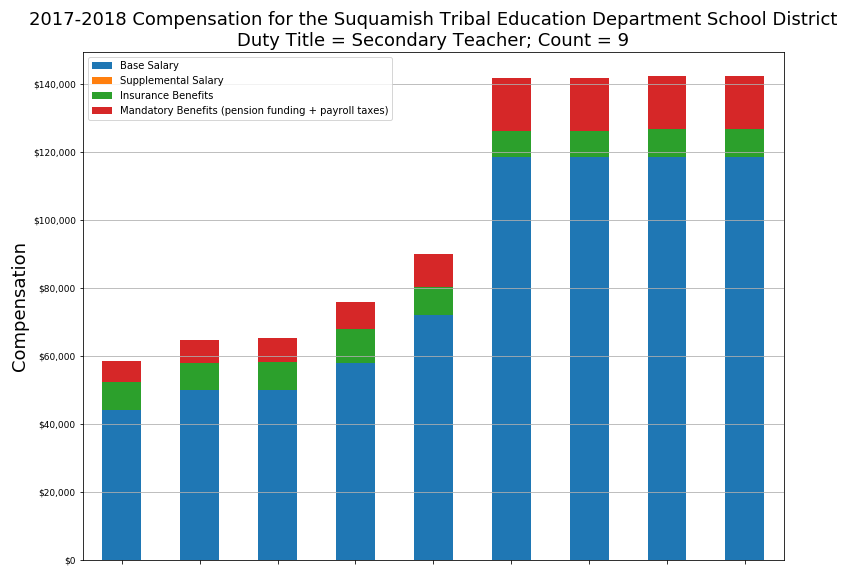 2017-2018 Compensation for the Suquamish Tribal Education Department School District
Duty Title = Secondary Teacher; Count = 9
Base Salary
Supplemental Salary
Insurance Benefits
Mandatory Benefits (pension funding + payroll taxes)
$140,000
$120,000
$100,000
$80,000
$60,000
$40,000
$20,000
$0
Compensation